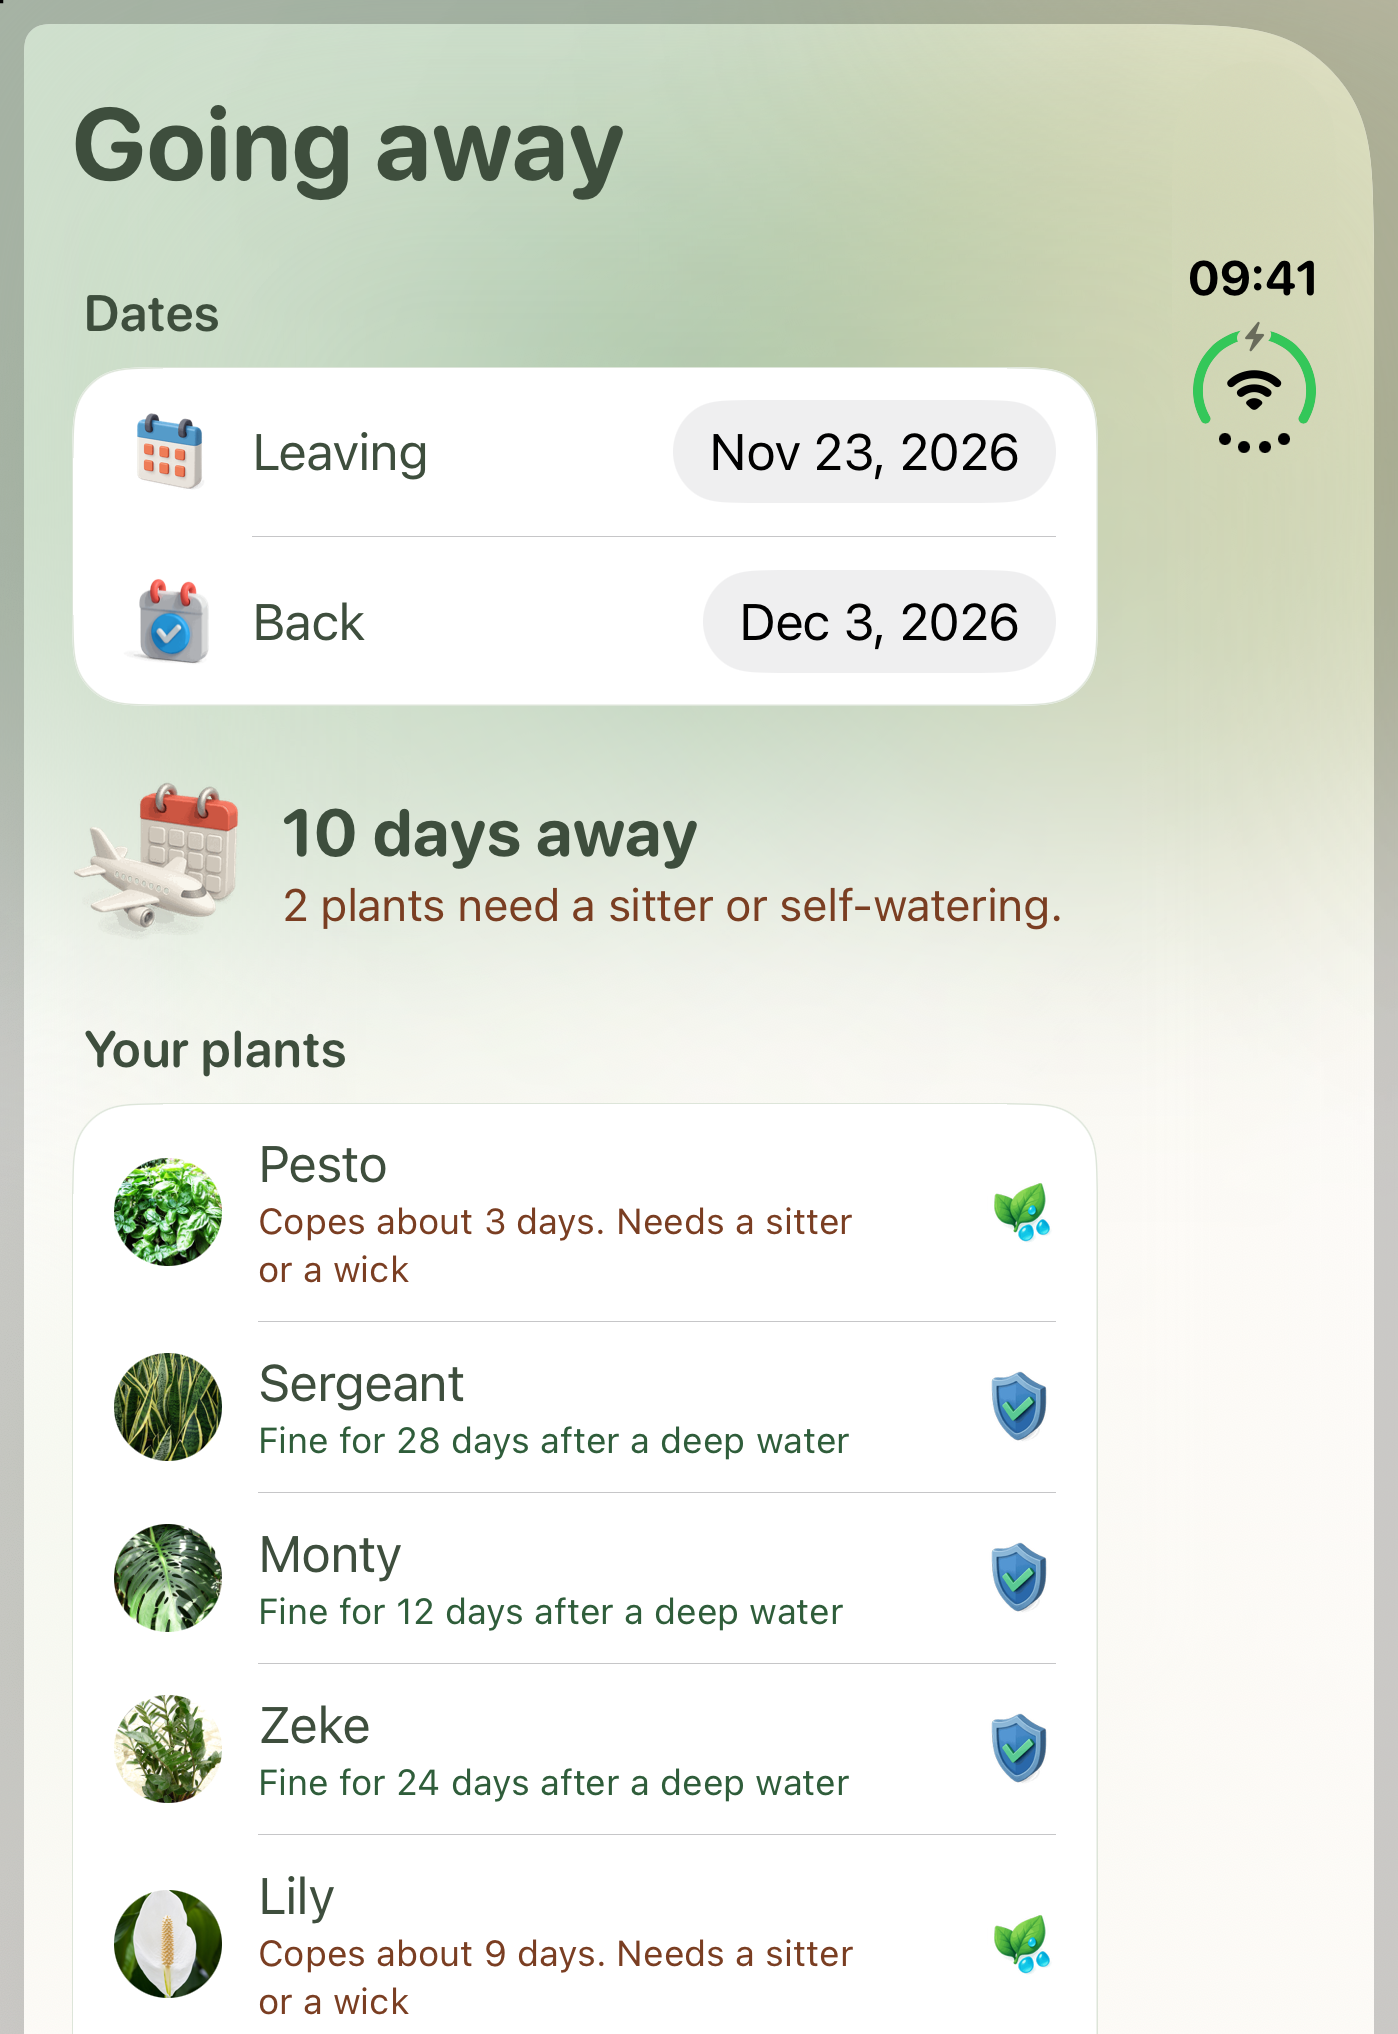 Going away
09:41
Dates
Leaving
Nov 23, 2026
Back
Dec 3, 2026
10 days away
2 plants need a sitter or self-watering.
Your plants
Pesto
Copes about 3 days. Needs a sitter
or a wick
Sergeant
Fine for 28 days after a deep water
Monty
Fine for 12 days after a deep water
Zeke
Fine for 24 days after a deep water
Lily
Copes about 9 days. Needs a sitter
or a wick